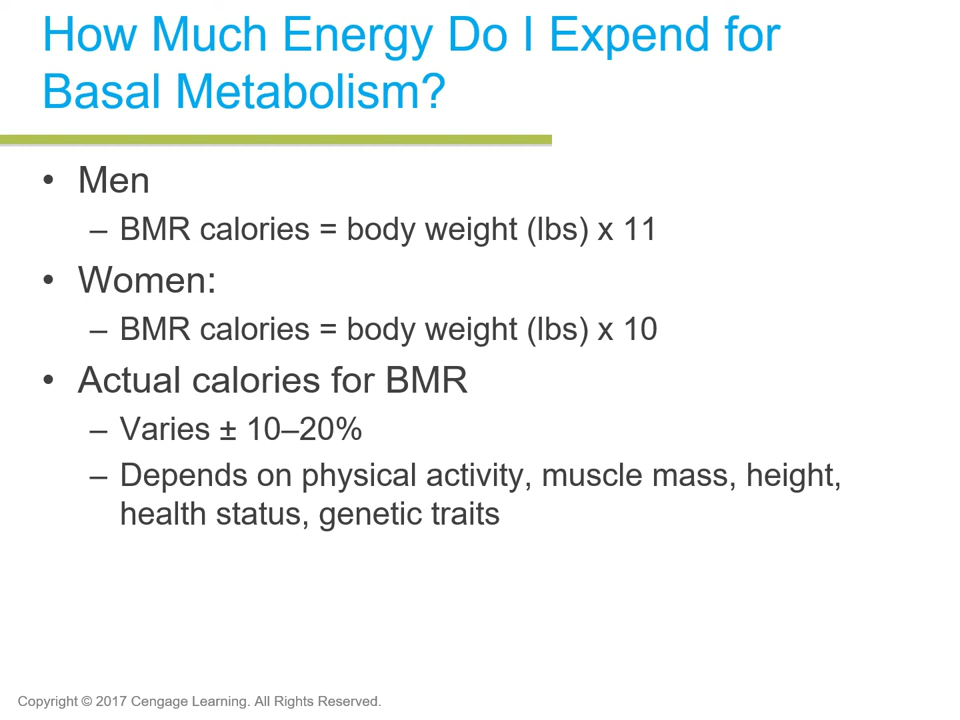 How Much Energy Do I Expend for
Basal Metabolism?
• Men
– BMR calories = body weight (lbs) x 11
• Women:
– BMR calories = body weight (lbs) x 10
• Actual calories for BMR
– Varies ± 10–20%
– Depends on physical activity, muscle mass, height,
health status, genetic traits
Copyright © 2017 Cengage Learning. All Rights Reserved.